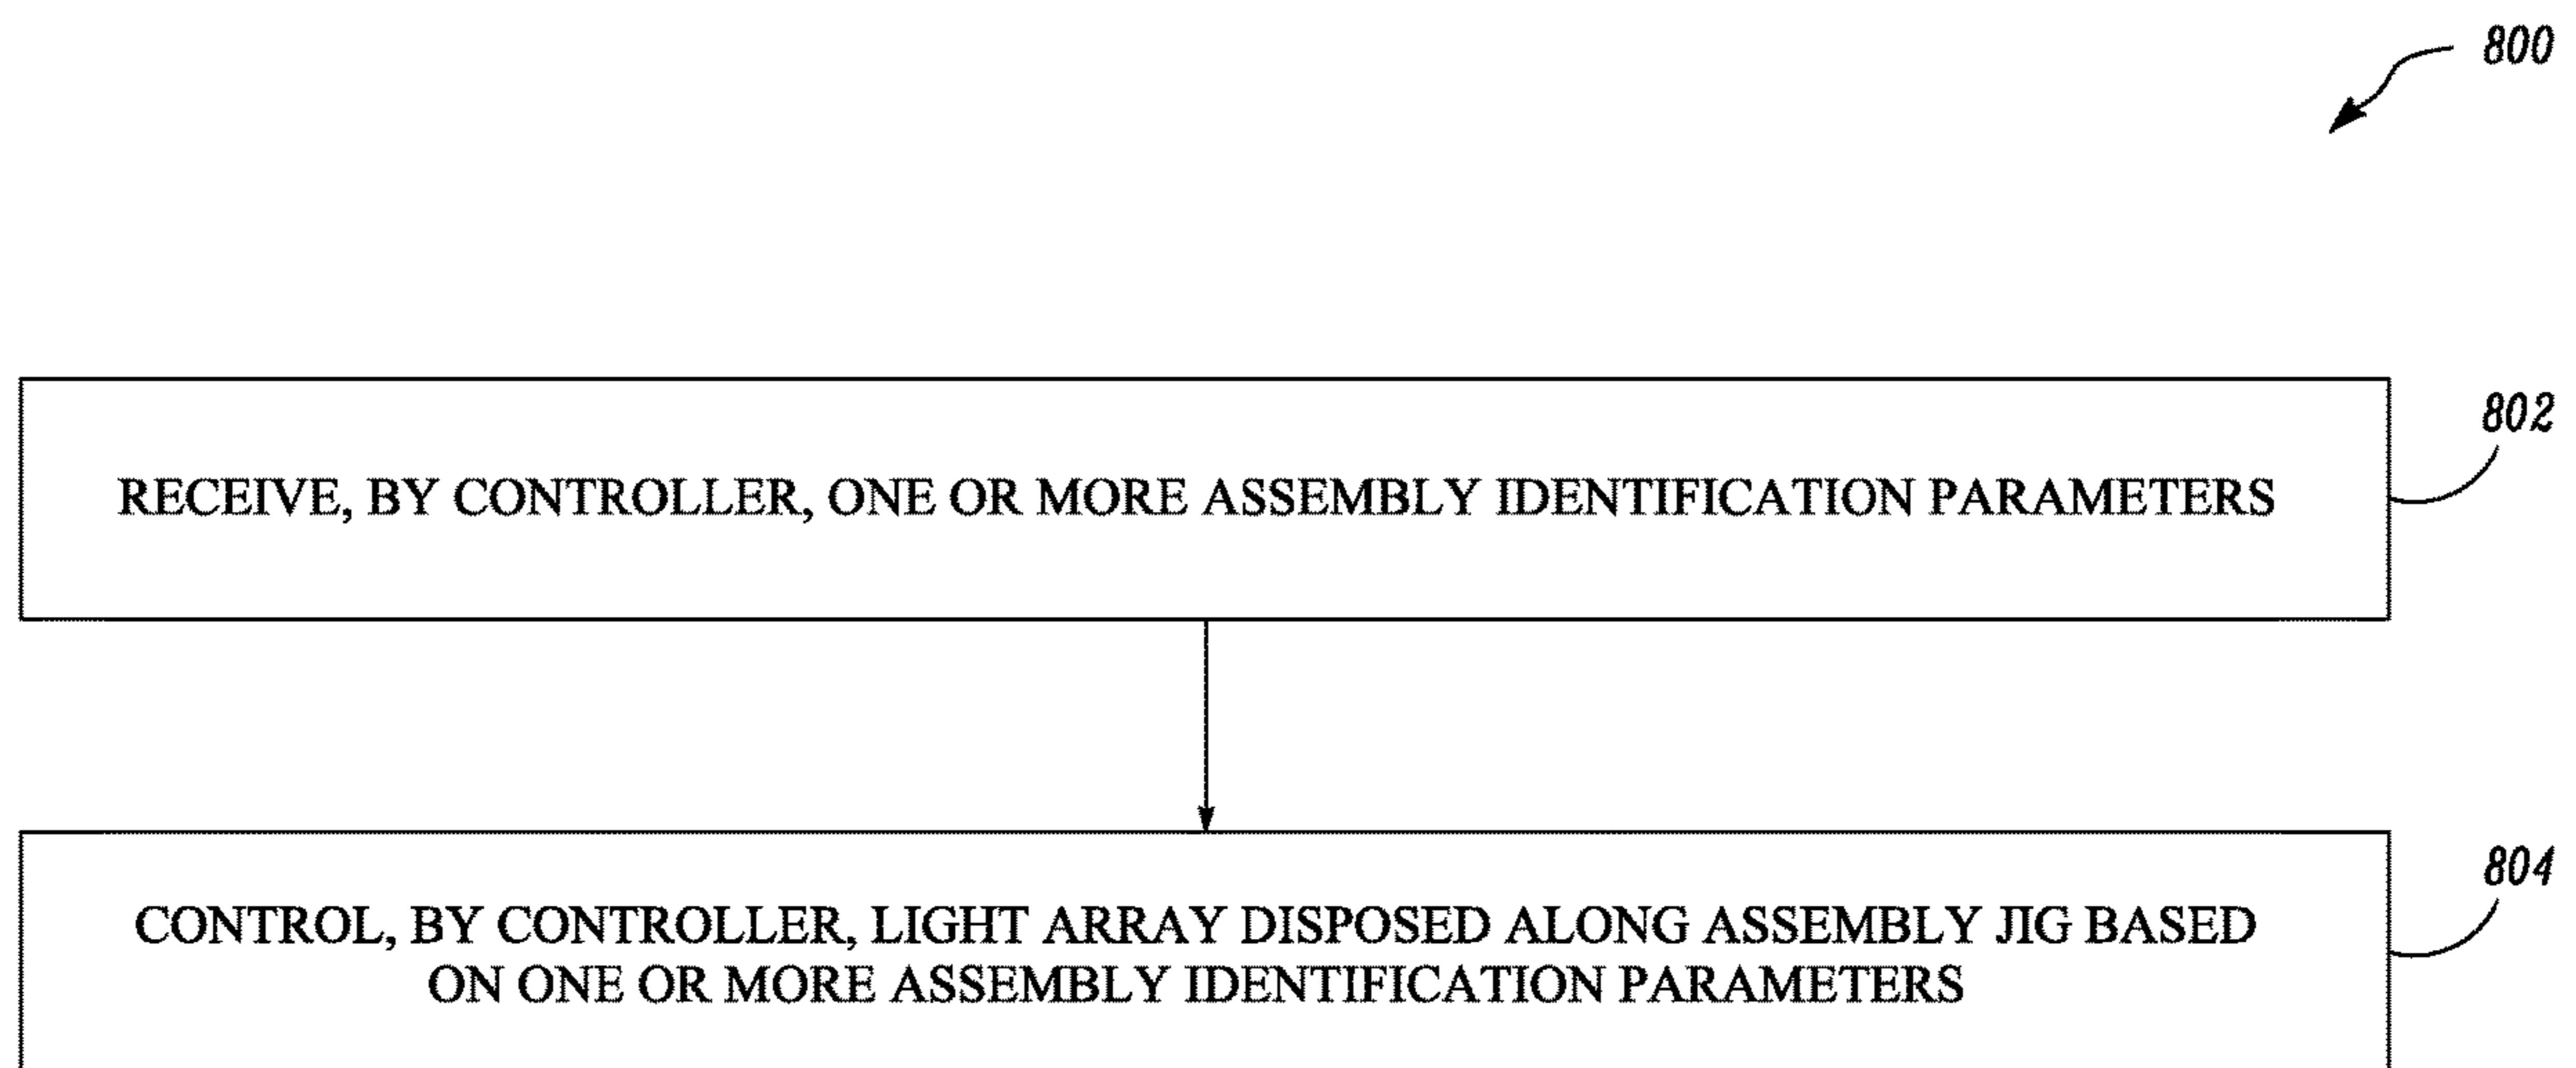 800
802
RECEIVE, BY CONTROLLER, ONE OR MORE ASSEMBLY IDENTIFICATION PARAMETERS
804
CONTROL, BY CONTROLLER, LIGHT ARRAY DISPOSED ALONG ASSEMBLY JIG BASED
ON ONE OR MORE ASSEMBLY IDENTIFICATION PARAMETERS